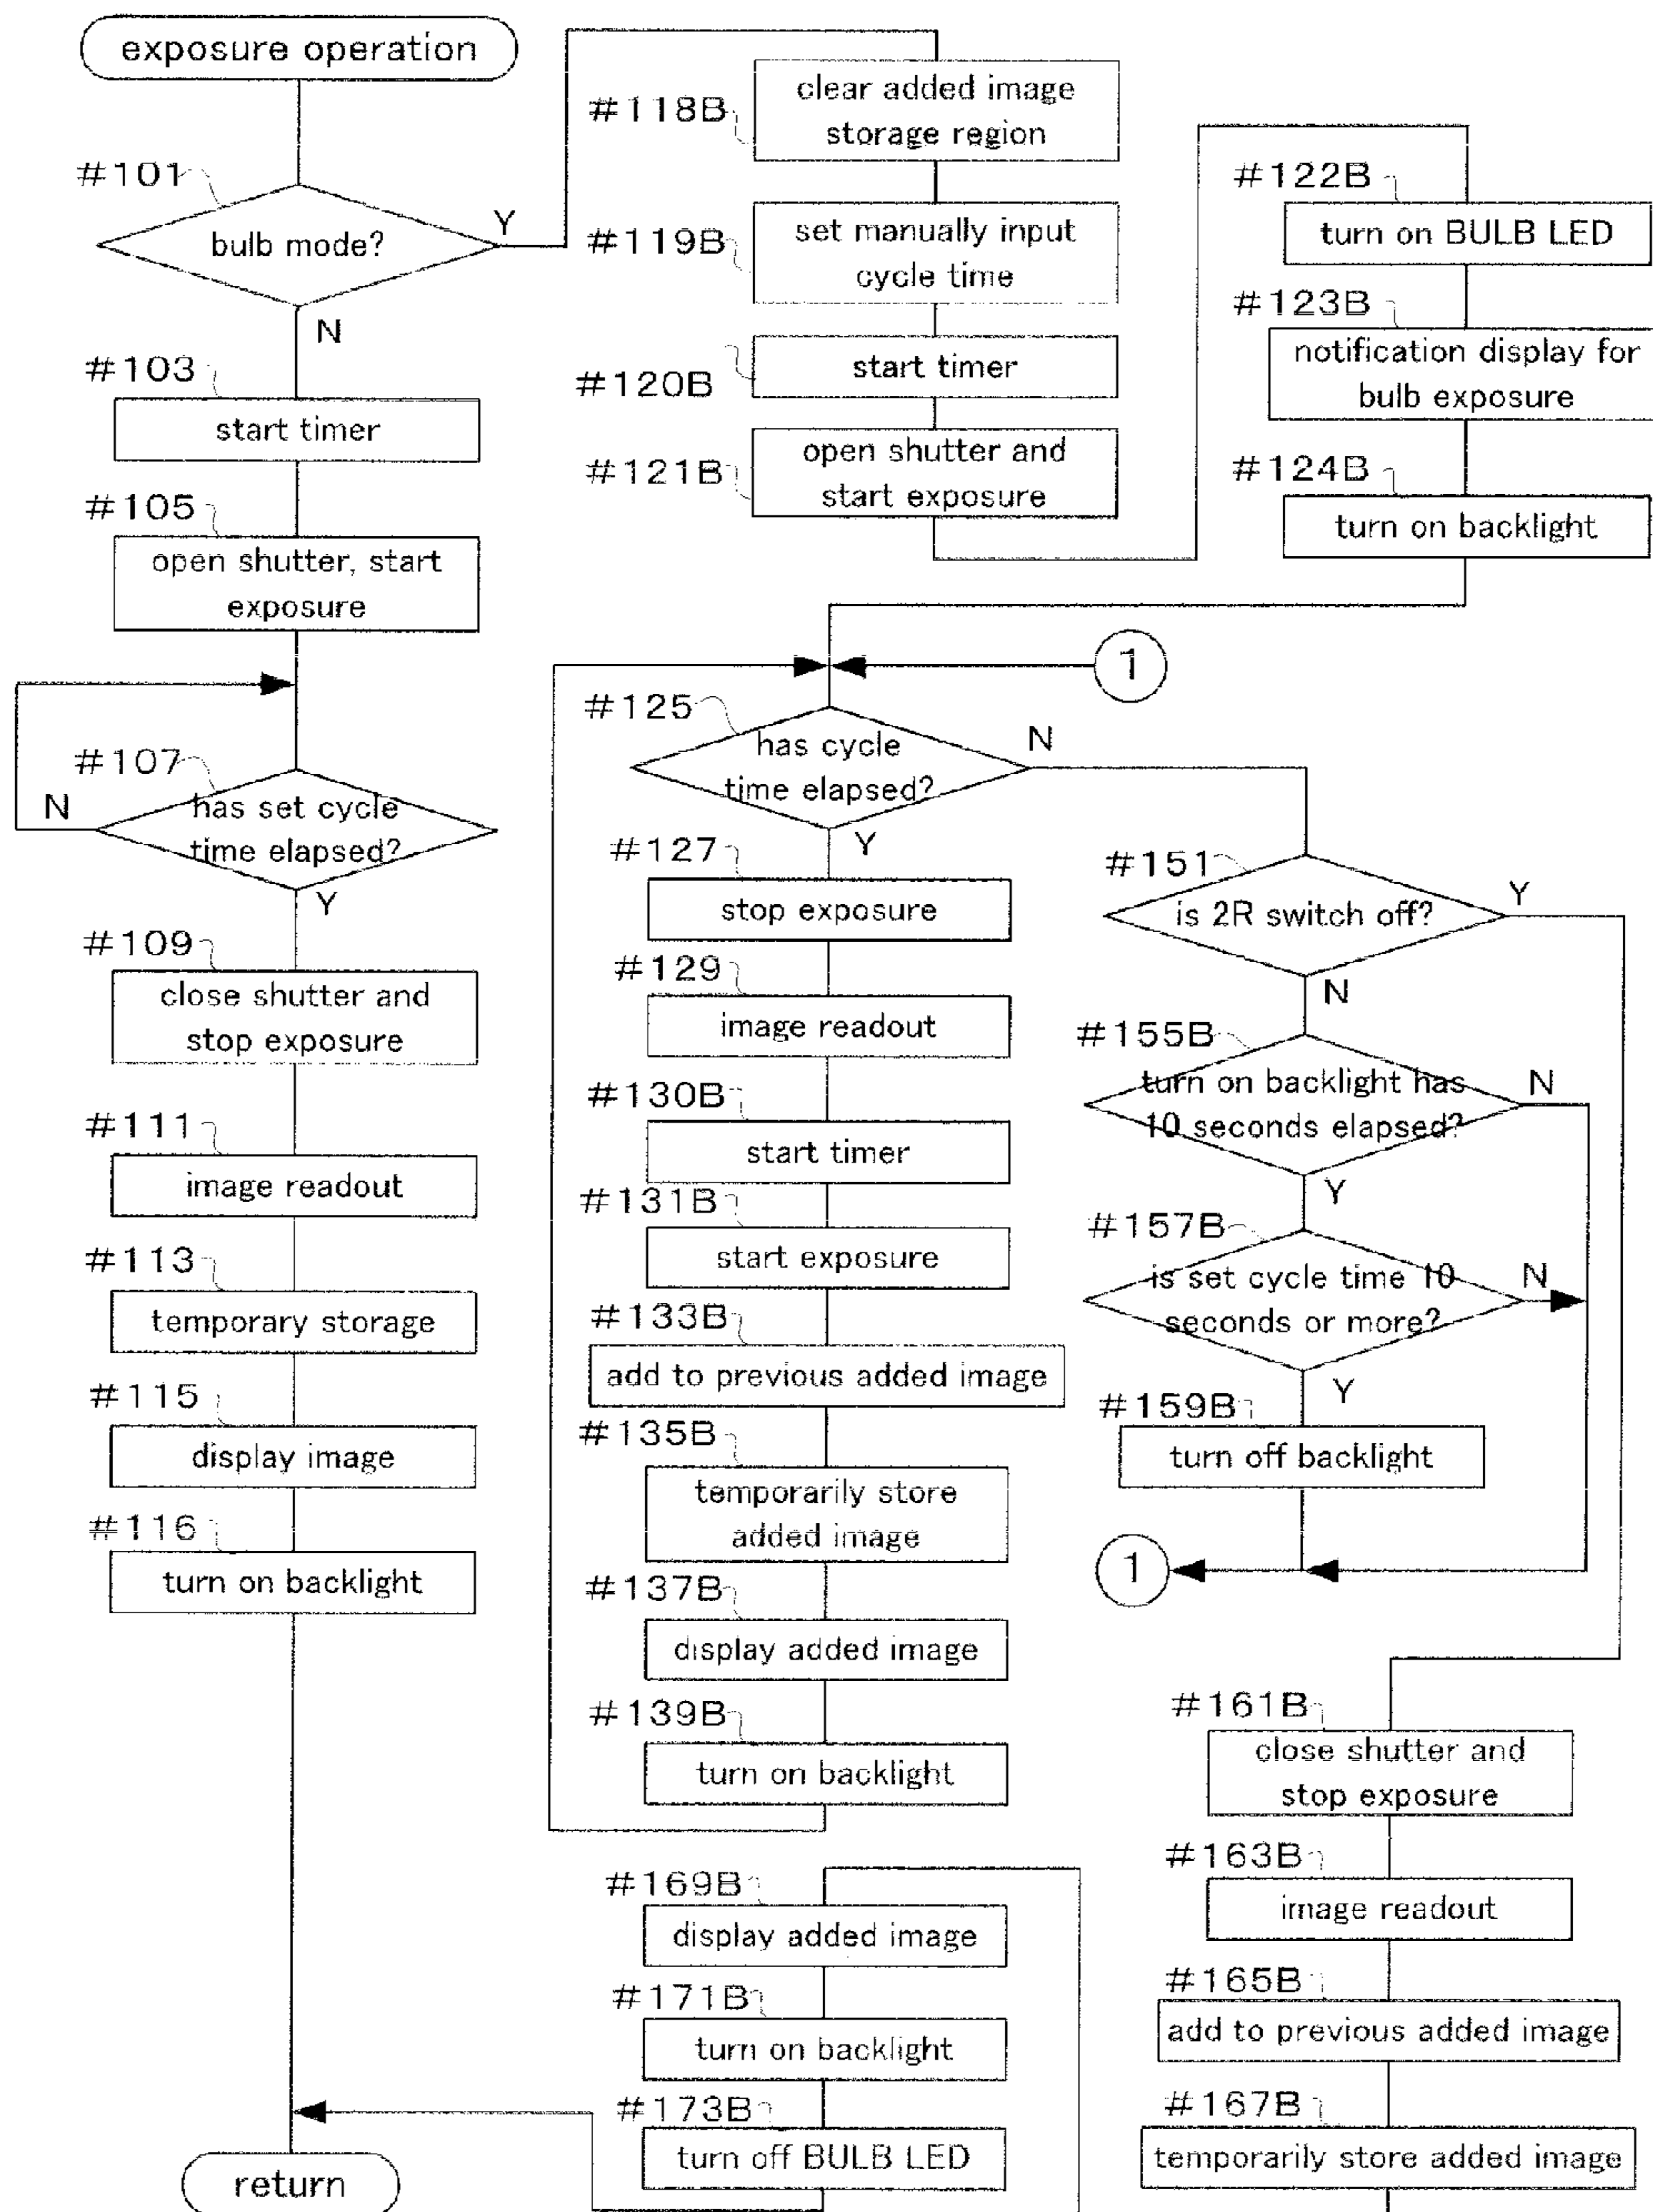 exposure operation
#101
bulb mode?
Y
N
#103
start timer
#105
open shutter, start
exposure
#107
has set cycle
time elapsed?
N
Y
#109
close shutter and
stop exposure
#111
image readout
#113
temporary storage
#115
display image
#116
turn on backlight
return
#118B
clear added image
storage region
#119B
set manually input
cycle time
#120B
start timer
#121B
open shutter and
start exposure
#122B
turn on BULB LED
#123B
notification display for
bulb exposure
#124B
turn on backlight
1
#125
has cycle
time elapsed?
N
Y
#127
stop exposure
#129
image readout
#130B
start timer
#131B
start exposure
#133B
add to previous added image
#135B
temporarily store
added image
#137B
display added image
#139B
turn on backlight
#151
is 2R switch off?
Y
N
#155B
turn on backlight has
10 seconds elapsed?
N
Y
#157B
is set cycle time 10
seconds or more?
N
Y
#159B
turn off backlight
1
#161B
close shutter and
stop exposure
#163B
image readout
#165B
add to previous added image
#167B
temporarily store added image
#169B
display added image
#171B
turn on backlight
#173B
turn off BULB LED